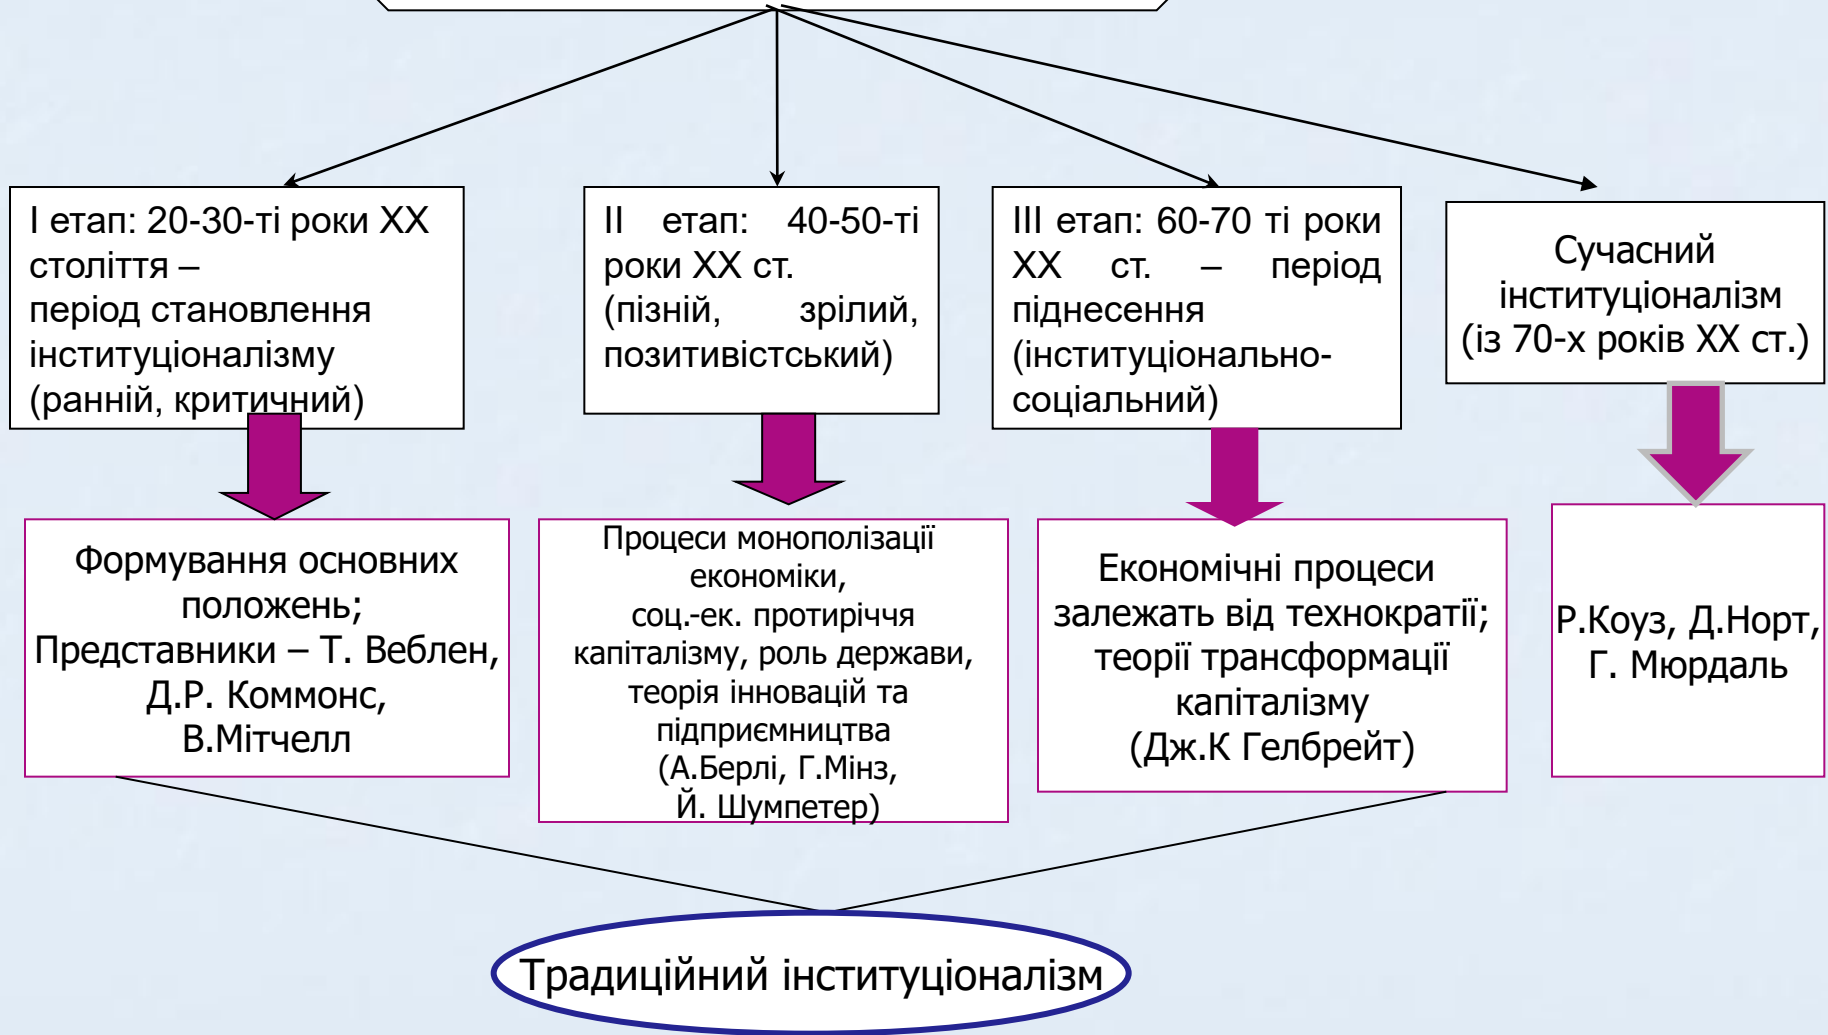 І етап: 20-30-ті роки ХХ
століття –
період становлення
інституціоналізму
(ранній, критичний)
ІІ етап: 40-50-ті
роки ХХ ст.
(пізній, зрілий,
позитивістський)
ІІІ етап: 60-70 ті роки
ХХ ст. – період
піднесення
(інституціонально-
соціальний)
Сучасний
інституціоналізм
(із 70-х років ХХ ст.)
Формування основних
положень;
Представники – Т. Веблен,
Д.Р. Коммонс,
В.Мітчелл
Процеси монополізації
економіки,
соц.-ек. протиріччя
капіталізму, роль держави,
теорія інновацій та
підприємництва
(А.Берлі, Г.Мінз,
Й. Шумпетер)
Економічні процеси
залежать від технократії;
теорії трансформації
капіталізму
(Дж.К Гелбрейт)
Р.Коуз, Д.Норт,
Г. Мюрдаль
Традиційний інституціоналізм